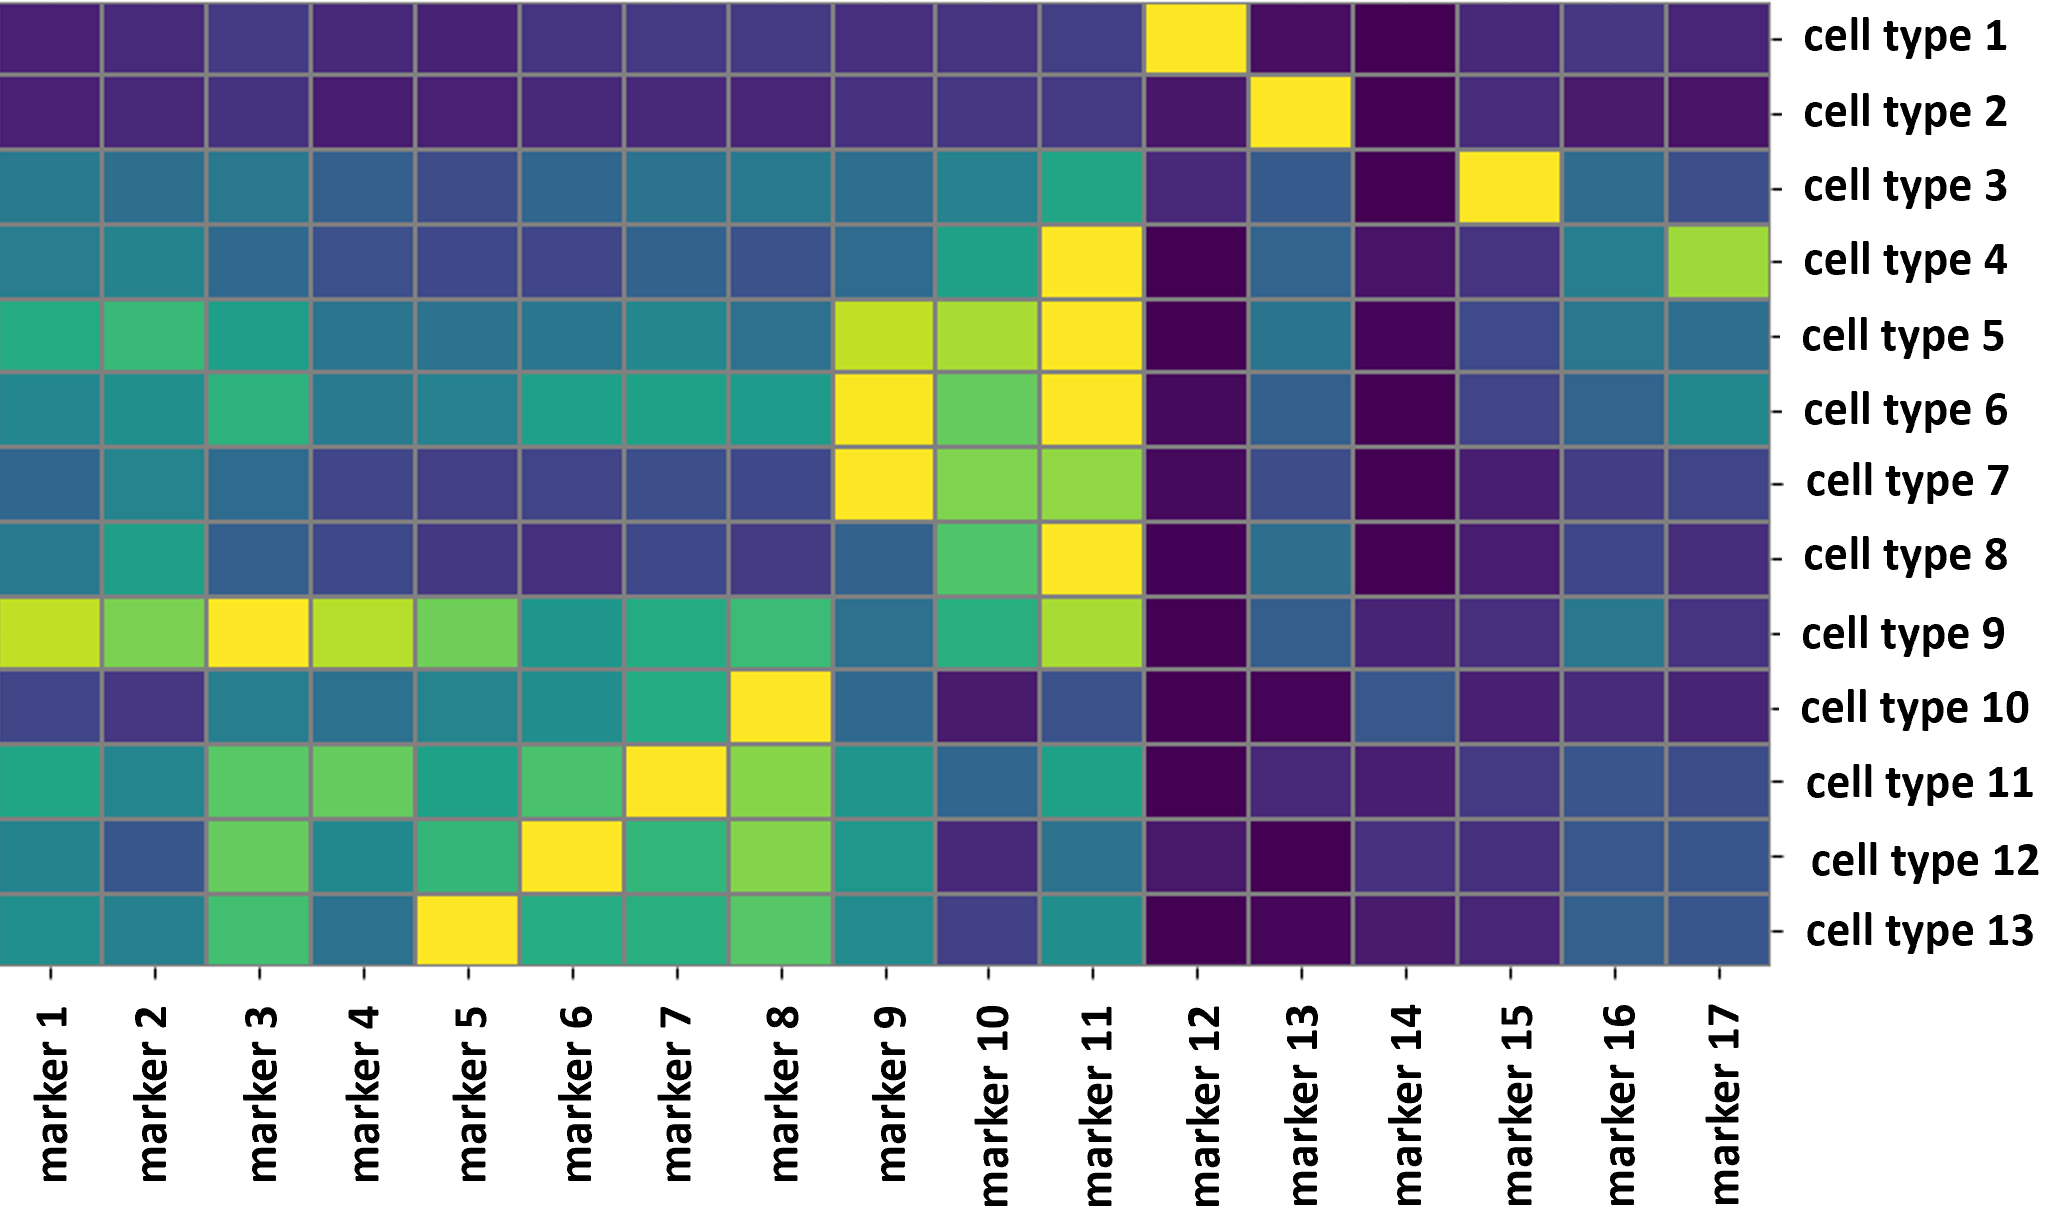 cell type 1
cell type 2
cell type 3
cell type 4
cell type 5
cell type 6
cell type 7
cell type 8
cell type 9
cell type 10
cell type 11
cell type 12
cell type 13
marker 1
marker 2
marker 3
marker 4
marker 5
marker 6
marker 7
marker 8
marker 9
marker 10
marker 11
marker 12
marker 13
marker 14
marker 15
marker 16
marker 17